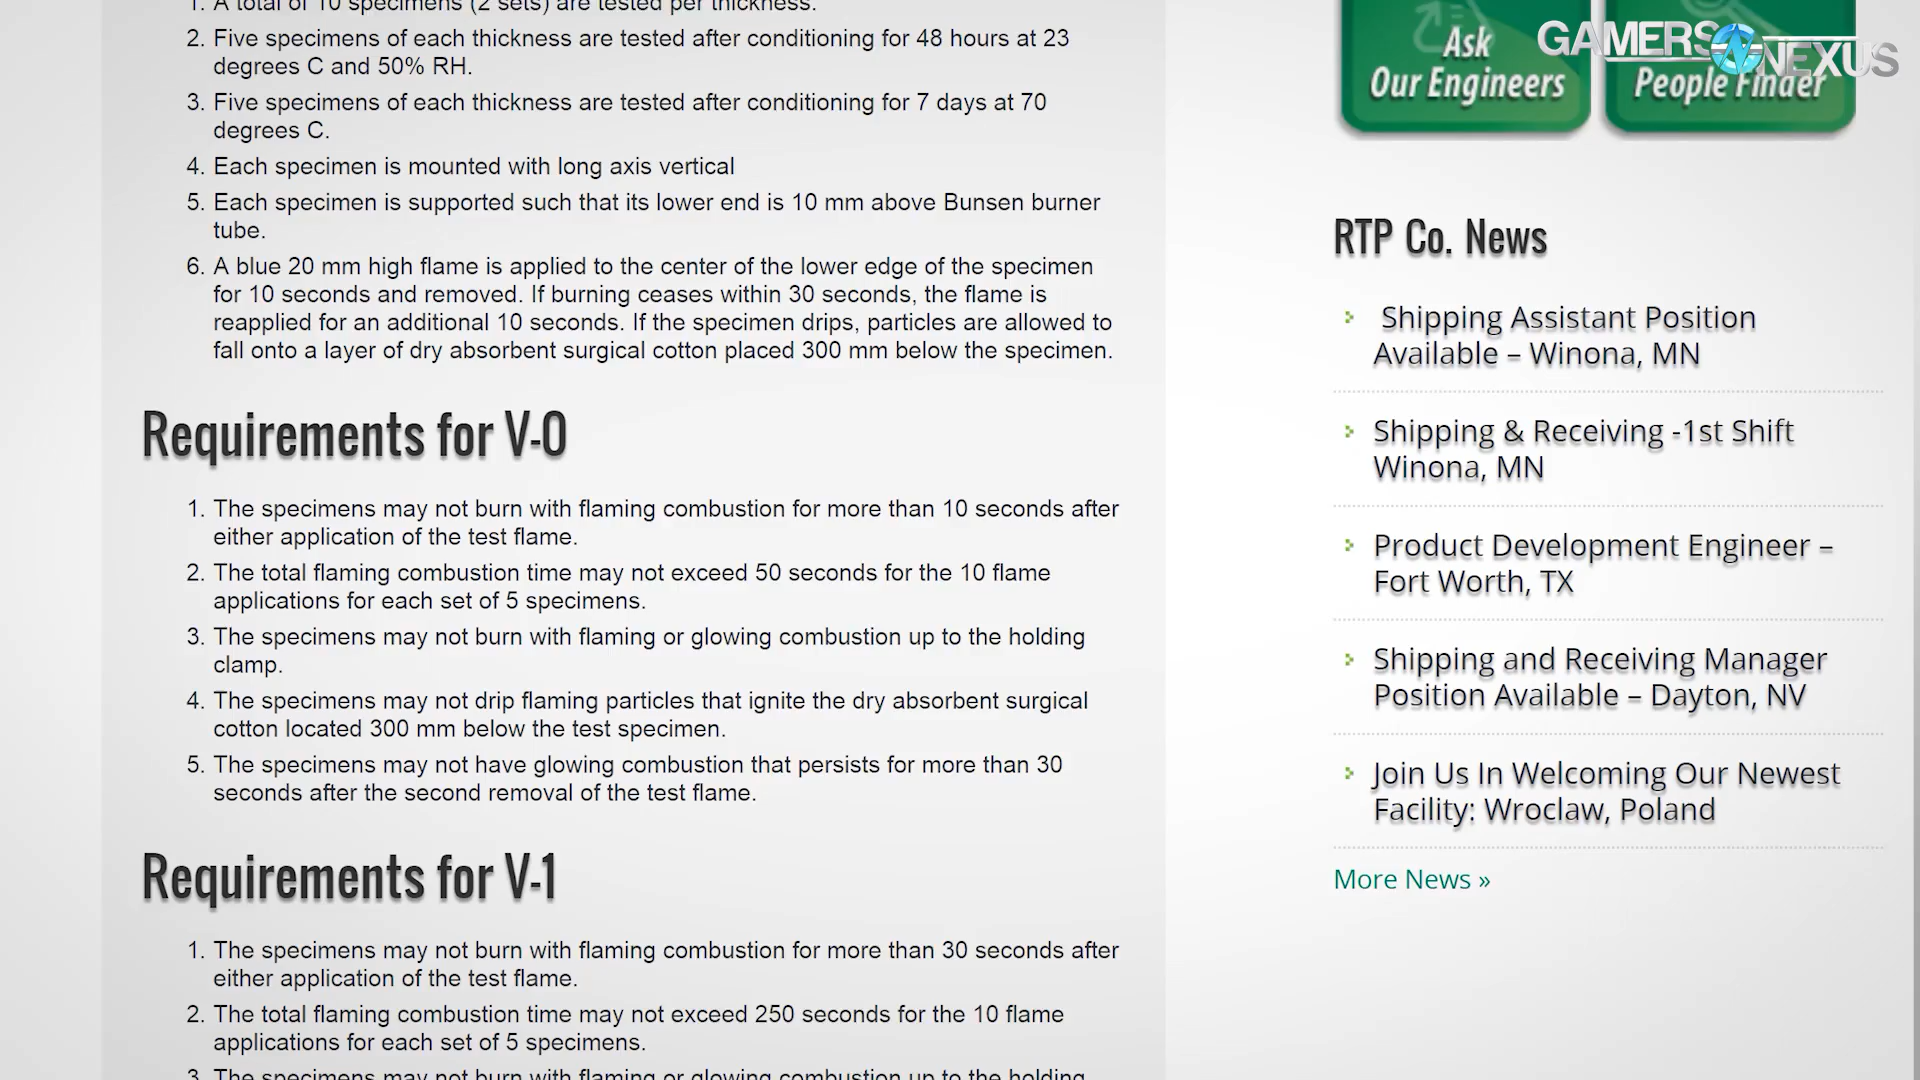 1. A total of 10 specimens (2 sets) are tested per thickness.
2. Five specimens of each thickness are tested after conditioning for 48 hours at 23
degrees C and 50% RH.
3. Five specimens of each thickness are tested after conditioning for 7 days at 70
degrees C.
4. Each specimen is mounted with long axis vertical
5. Each specimen is supported such that its lower end is 10 mm above Bunsen burner
tube.
6. A blue 20 mm high flame is applied to the center of the lower edge of the specimen
for 10 seconds and removed. If burning ceases within 30 seconds, the flame is
reapplied for an additional 10 seconds. If the specimen drips, particles are allowed to
fall onto a layer of dry absorbent surgical cotton placed 300 mm below the specimen.
Requirements for V-0
1. The specimens may not burn with flaming combustion for more than 10 seconds after
either application of the test flame.
2. The total flaming combustion time may not exceed 50 seconds for the 10 flame
applications for each set of 5 specimens.
3. The specimens may not burn with flaming or glowing combustion up to the holding
clamp.
4. The specimens may not drip flaming particles that ignite the dry absorbent surgical
cotton located 300 mm below the test specimen.
5. The specimens may not have glowing combustion that persists for more than 30
seconds after the second removal of the test flame.
Requirements for V-1
1. The specimens may not burn with flaming combustion for more than 30 seconds after
either application of the test flame.
2. The total flaming combustion time may not exceed 250 seconds for the 10 flame
applications for each set of 5 specimens.
3. The specimens may not burn with flaming or glowing combustion up to the holding
Ask
Our Engineers
People Finder
GAMERS NEXUS
RTP Co. News
Shipping Assistant Position
Available – Winona, MN
Shipping & Receiving -1st Shift
Winona, MN
Product Development Engineer –
Fort Worth, TX
Shipping and Receiving Manager
Position Available – Dayton, NV
Join Us In Welcoming Our Newest
Facility: Wroclaw, Poland
More News »